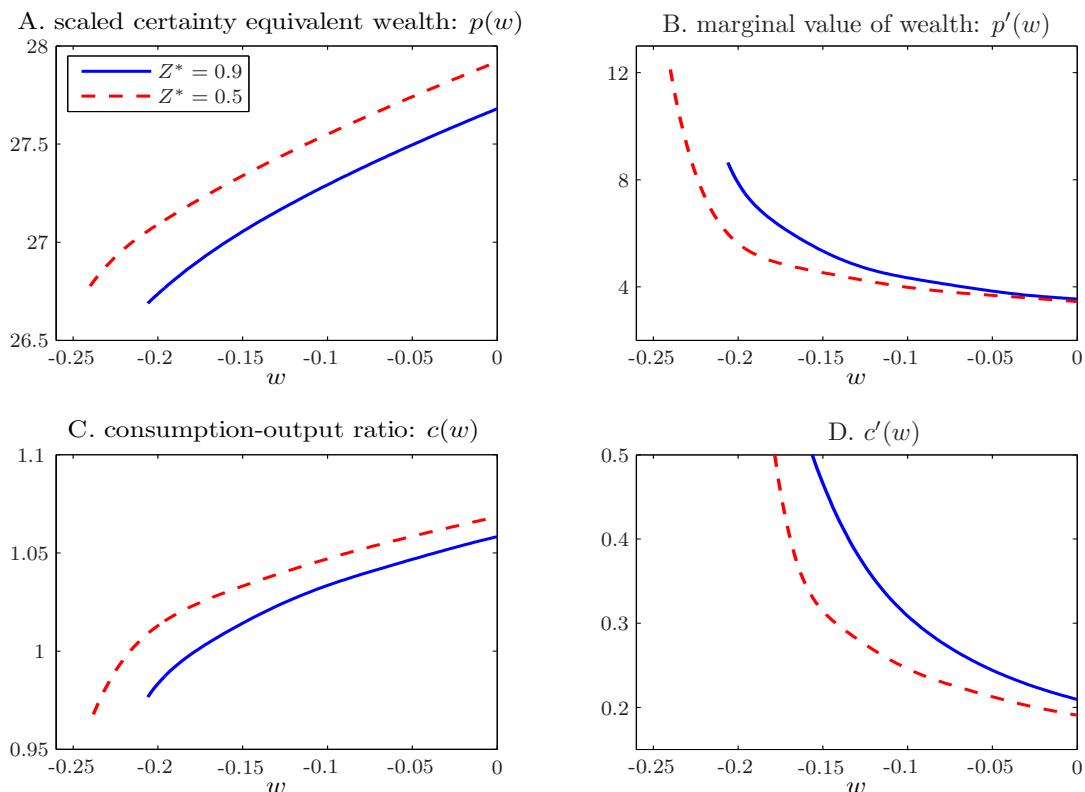 A. scaled certainty equivalent wealth: p(w)
28
27.5
27
26.5
Z* = 0.9
Z* = 0.5
-0.25 -0.2 -0.15 -0.1 -0.05 0
w
B. marginal value of wealth: p′(w)
12
8
4
-0.25 -0.2 -0.15 -0.1 -0.05 0
w
C. consumption-output ratio: c(w)
1.1
1.05
1
0.95
-0.25 -0.2 -0.15 -0.1 -0.05 0
w
D. c′(w)
0.5
0.4
0.3
0.2
-0.25 -0.2 -0.15 -0.1 -0.05 0
w